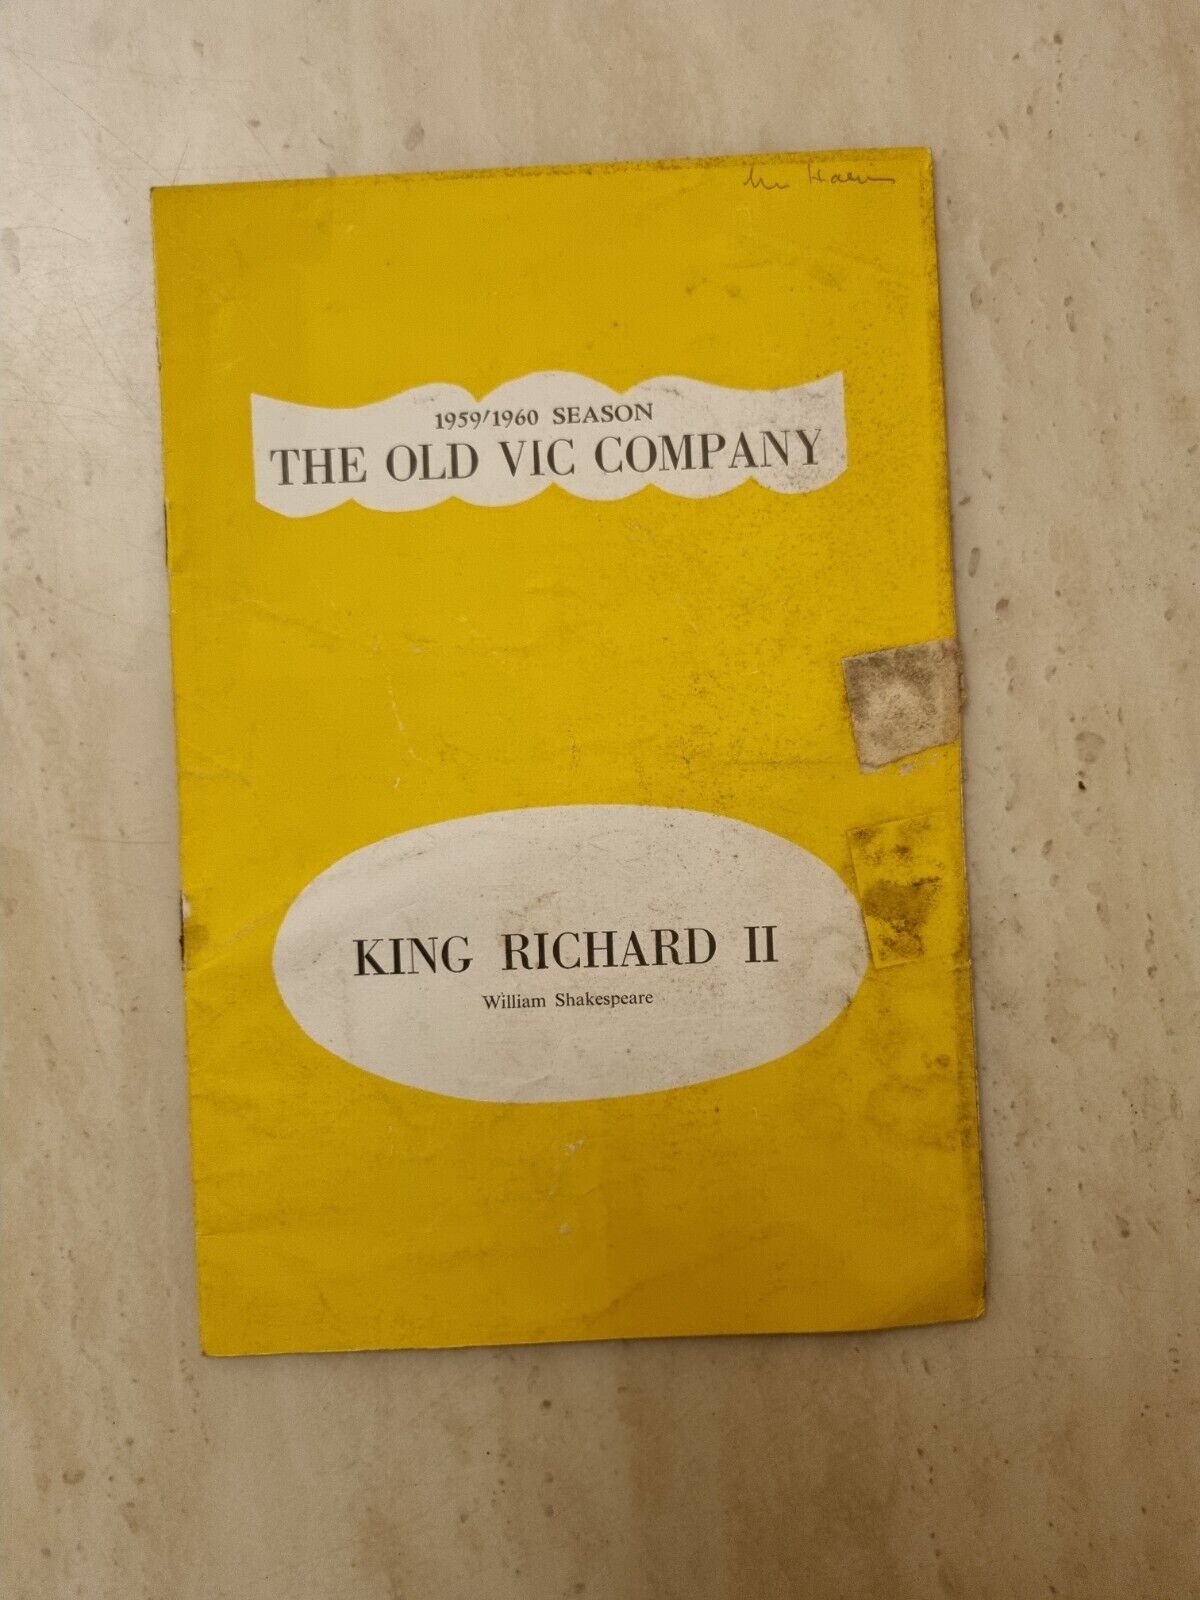 1959/1960 SEASON
THE OLD VIC COMPANY
KING RICHARD II
William Shakespeare